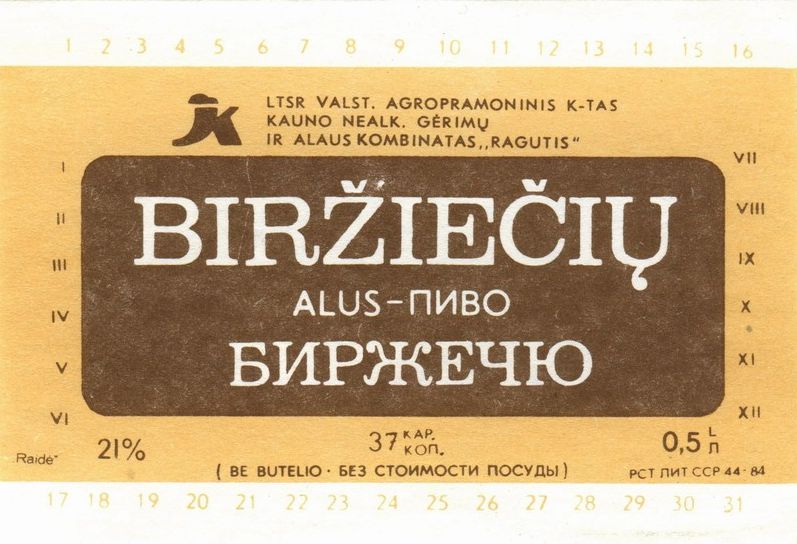 1 2 3 4 5 6 7 8 9 10 11 12 13 14 15 16
LTSR VALST. AGROPRAMONINIS K-TAS
KAUNO NEALK. GĖRIMŲ
IR ALAUS KOMBINATAS„RAGUTIS“
I
II
III
IV
V
VI
BIRŽIEČIŲ
ALUS-ПИВО
БИРЖЕЧЮ
VII
VIII
IX
X
XI
XII
Raidė"
21%
37 KAP. КОП.
0,5 L Л
(BE BUTELIO · БЕЗ СТОИМОСТИ ПОСУДЫ)
РСТ ЛИТ ССР 44-84
17 18 19 20 21 22 23 24 25 26 27 28 29 30 31